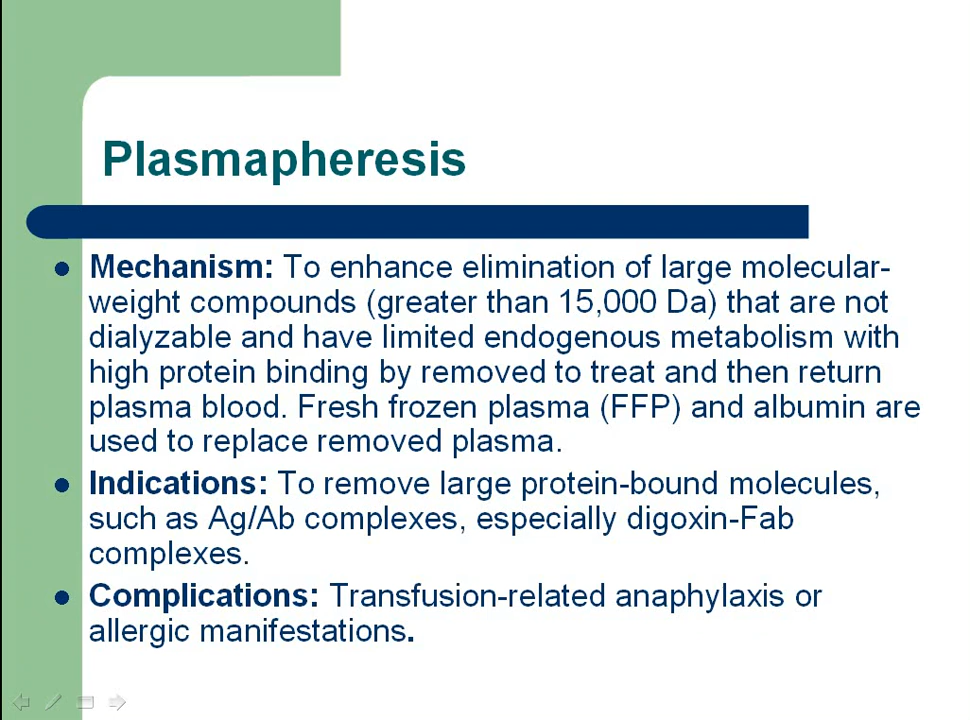 Plasmapheresis
Mechanism: To enhance elimination of large molecular-
weight compounds (greater than 15,000 Da) that are not
dialyzable and have limited endogenous metabolism with
high protein binding by removed to treat and then return
plasma blood. Fresh frozen plasma (FFP) and albumin are
used to replace removed plasma.
Indications: To remove large protein-bound molecules,
such as Ag/Ab complexes, especially digoxin-Fab
complexes.
Complications: Transfusion-related anaphylaxis or
allergic manifestations.